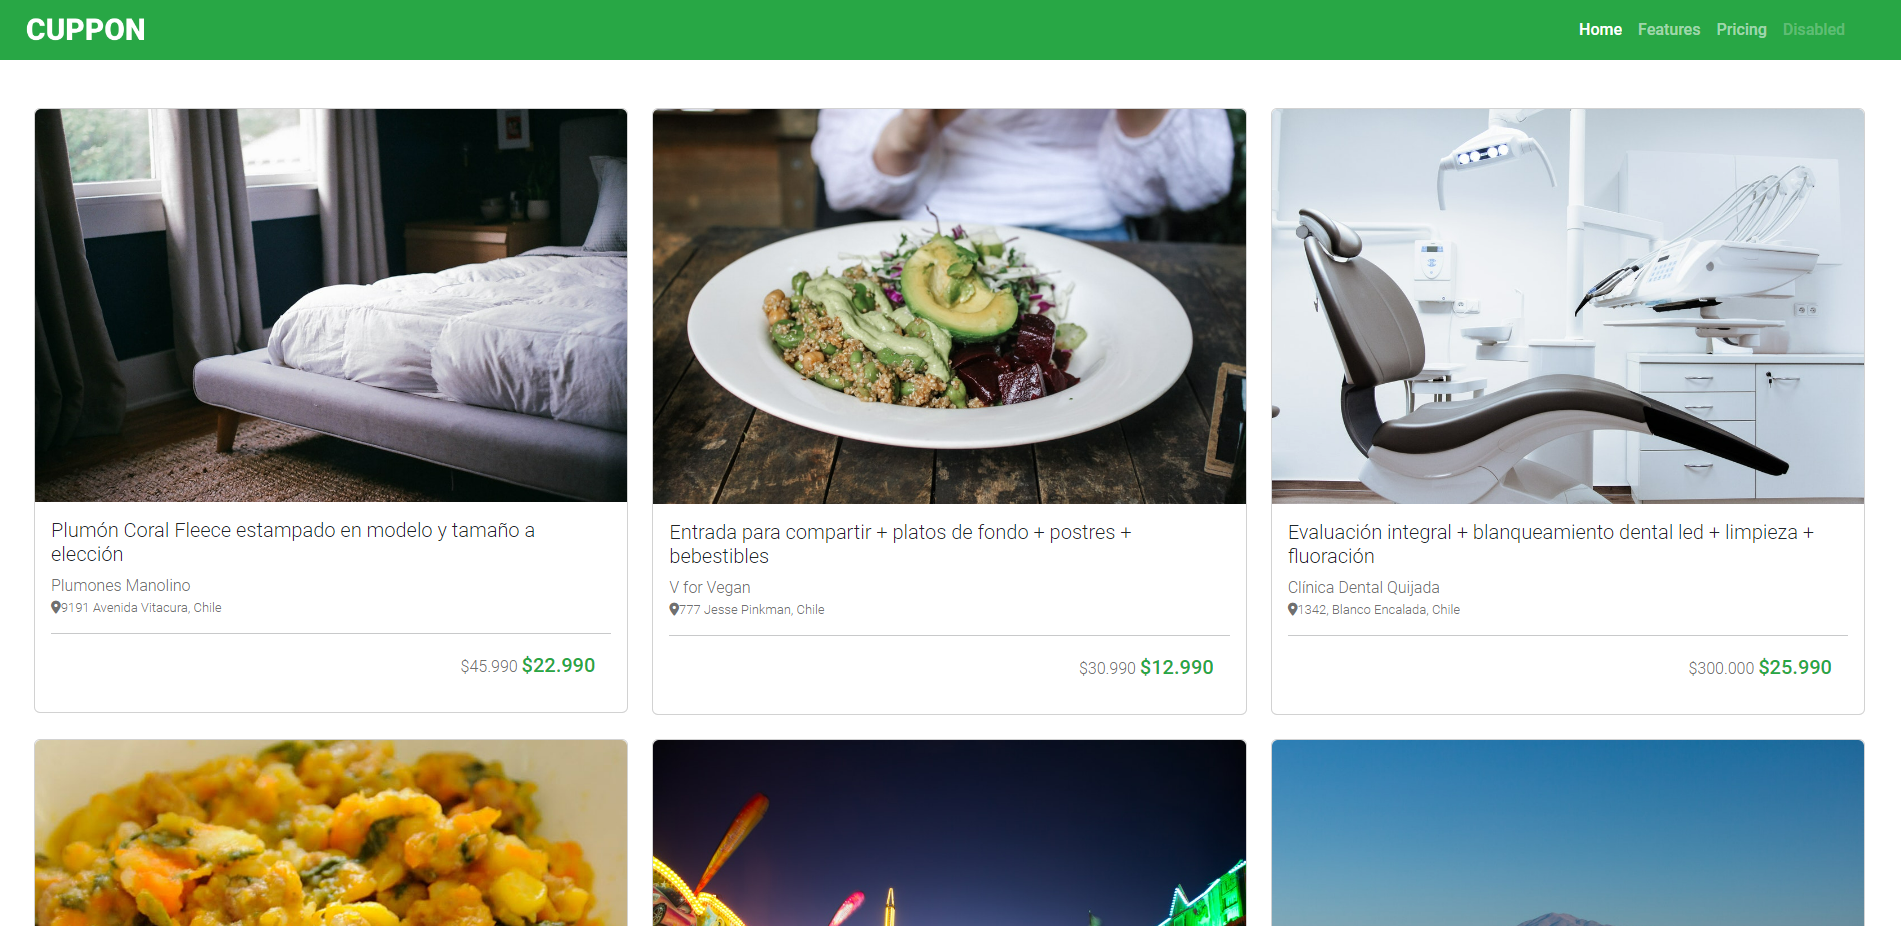 CUPPON
Home Features Pricing Disabled
Plumón Coral Fleece estampado en modelo y tamaño a
elección
Plumones Manolino
9191 Avenida Vitacura, Chile
$45.990 $22.990
Entrada para compartir + platos de fondo + postres +
bebestibles
V for Vegan
777 Jesse Pinkman, Chile
$30.990 $12.990
Evaluación integral + blanqueamiento dental led + limpieza +
fluoración
Clínica Dental Quijada
1342, Blanco Encalada, Chile
$300.000 $25.990